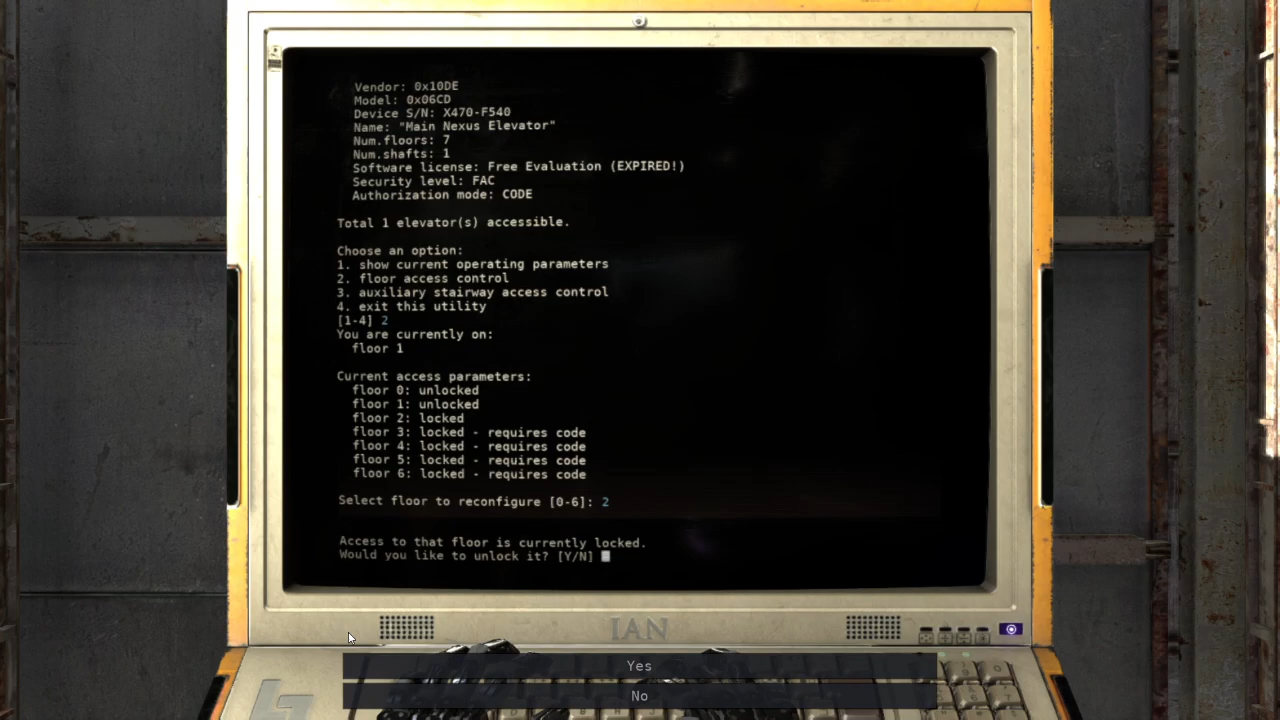 Vendor: 0x10DE
Model: 0x06CD
Device S/N: X470-F540
Name: "Main Nexus Elevator"
Num.floors: 7
Num.shafts: 1
Software license: Free Evaluation (EXPIRED!)
Security level: FAC
Authorization mode: CODE
Total 1 elevator(s) accessible.
Choose an option:
1. show current operating parameters
2. floor access control
3. auxiliary stairway access control
4. exit this utility
[1-4] 2
You are currently on:
floor 1
Current access parameters:
floor 0: unlocked
floor 1: unlocked
floor 2: locked
floor 3: locked - requires code
floor 4: locked - requires code
floor 5: locked - requires code
floor 6: locked - requires code
Select floor to reconfigure [0-6]: 2
Access to that floor is currently locked.
Would you like to unlock it? [Y/N]
IAN
Yes
No